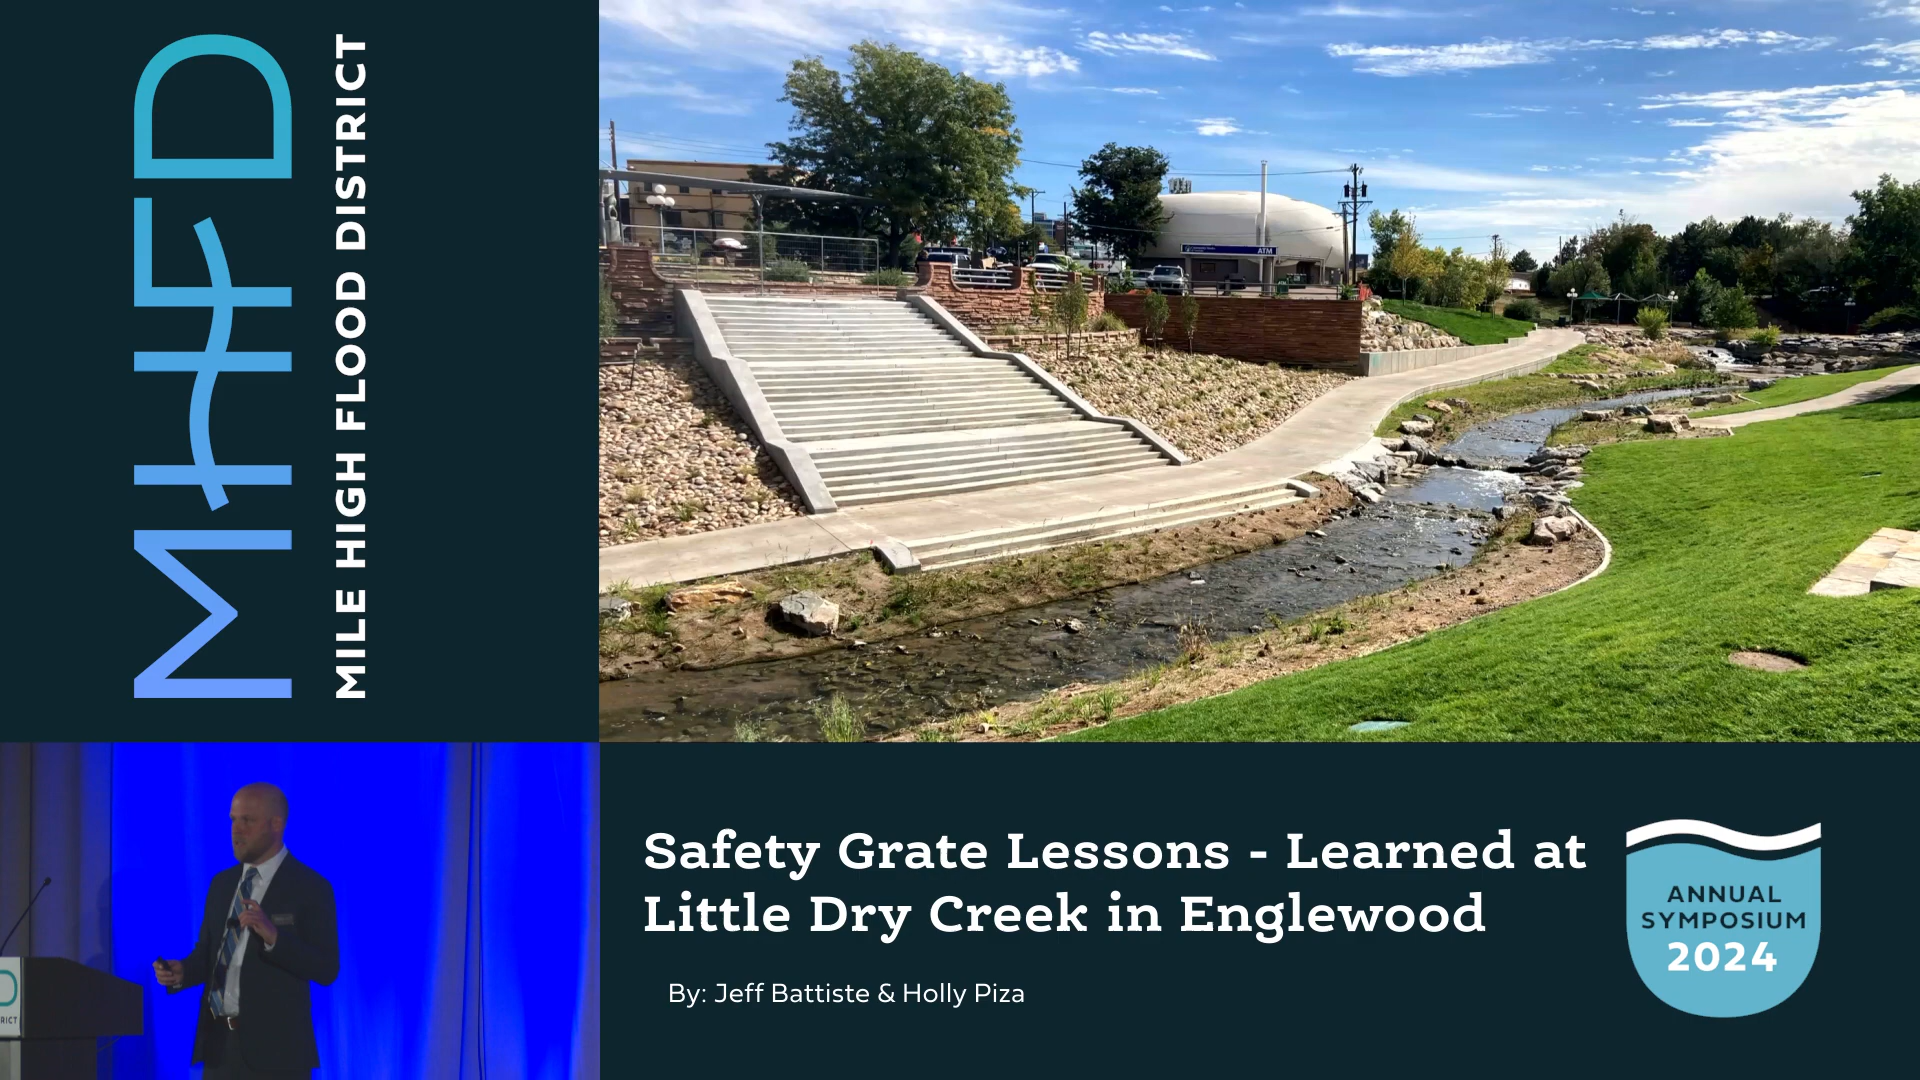 MHFD
MILE HIGH FLOOD DISTRICT
ATM
RICT
Safety Grate Lessons - Learned at
Little Dry Creek in Englewood
By: Jeff Battiste & Holly Piza
ANNUAL
SYMPOSIUM
2024